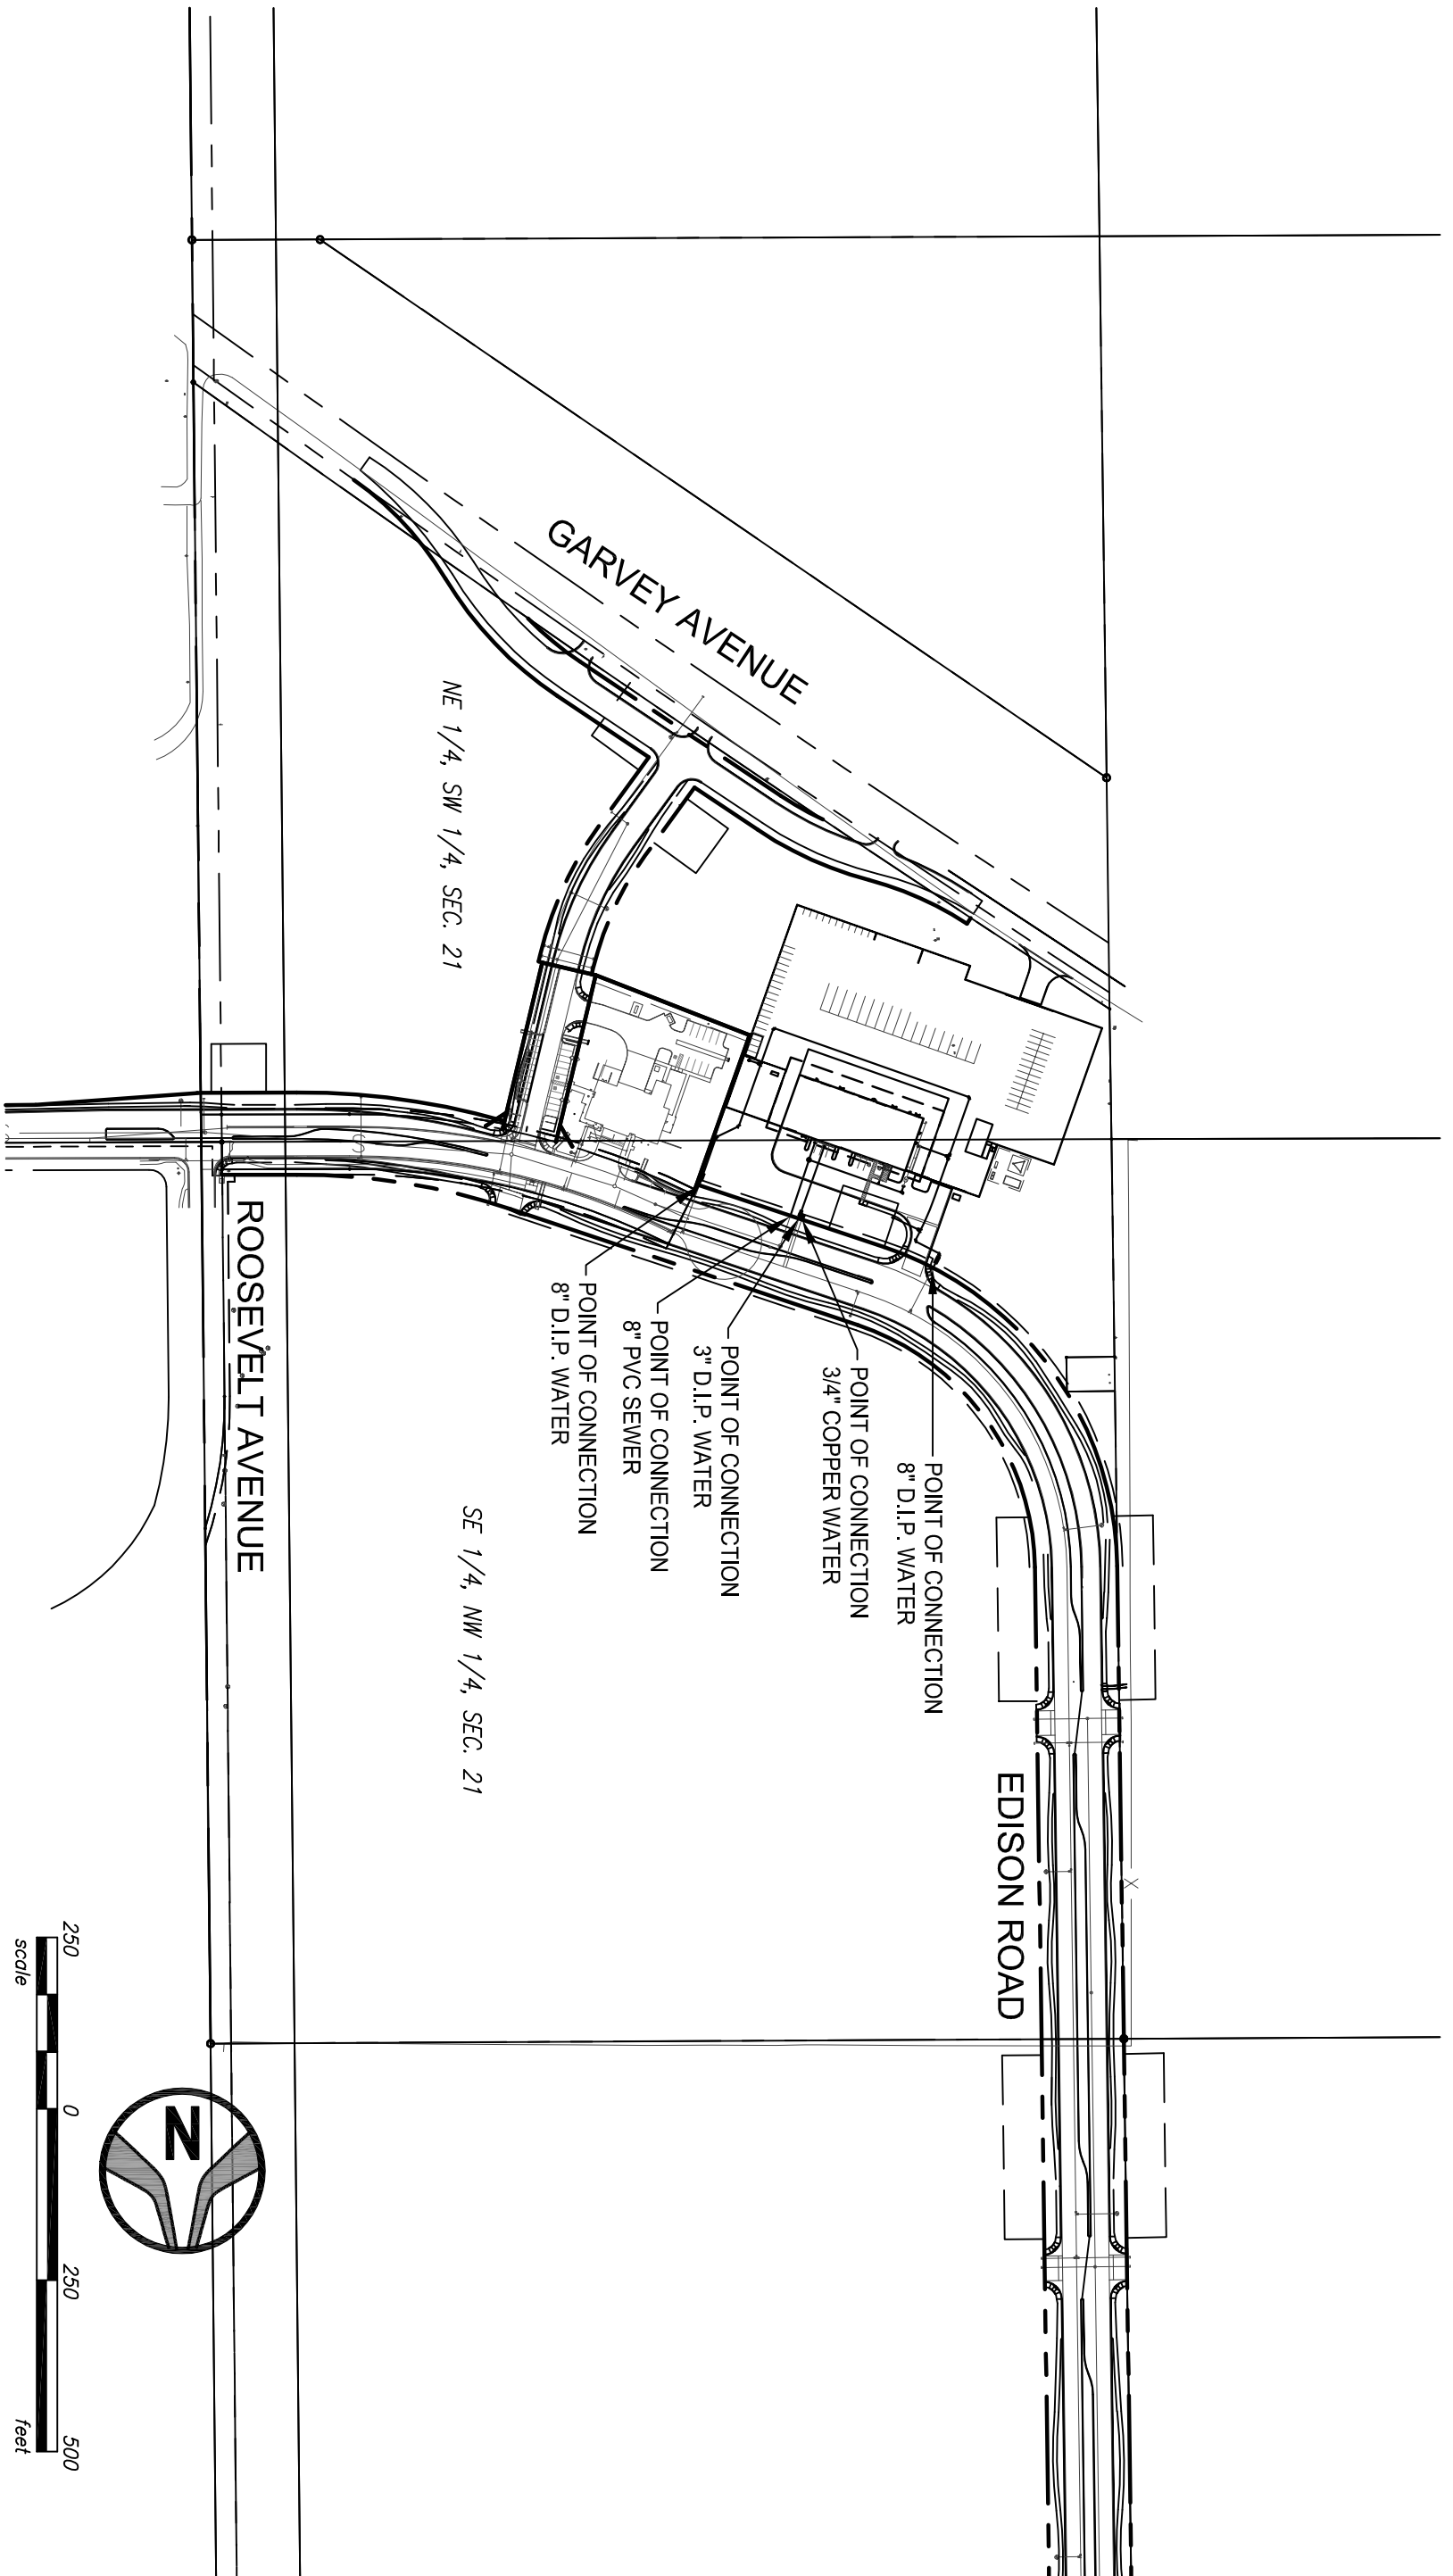 GARVEY AVENUE
NE 1/4, SW 1/4, SEC. 21
POINT OF CONNECTION
8" D.I.P. WATER
POINT OF CONNECTION
3/4" COPPER WATER
POINT OF CONNECTION
3" D.I.P. WATER
POINT OF CONNECTION
8" PVC SEWER
POINT OF CONNECTION
8" D.I.P. WATER
ROOSEVELT AVENUE
SE 1/4, NW 1/4, SEC. 21
EDISON ROAD
X
N
250 0 250 500
scale feet